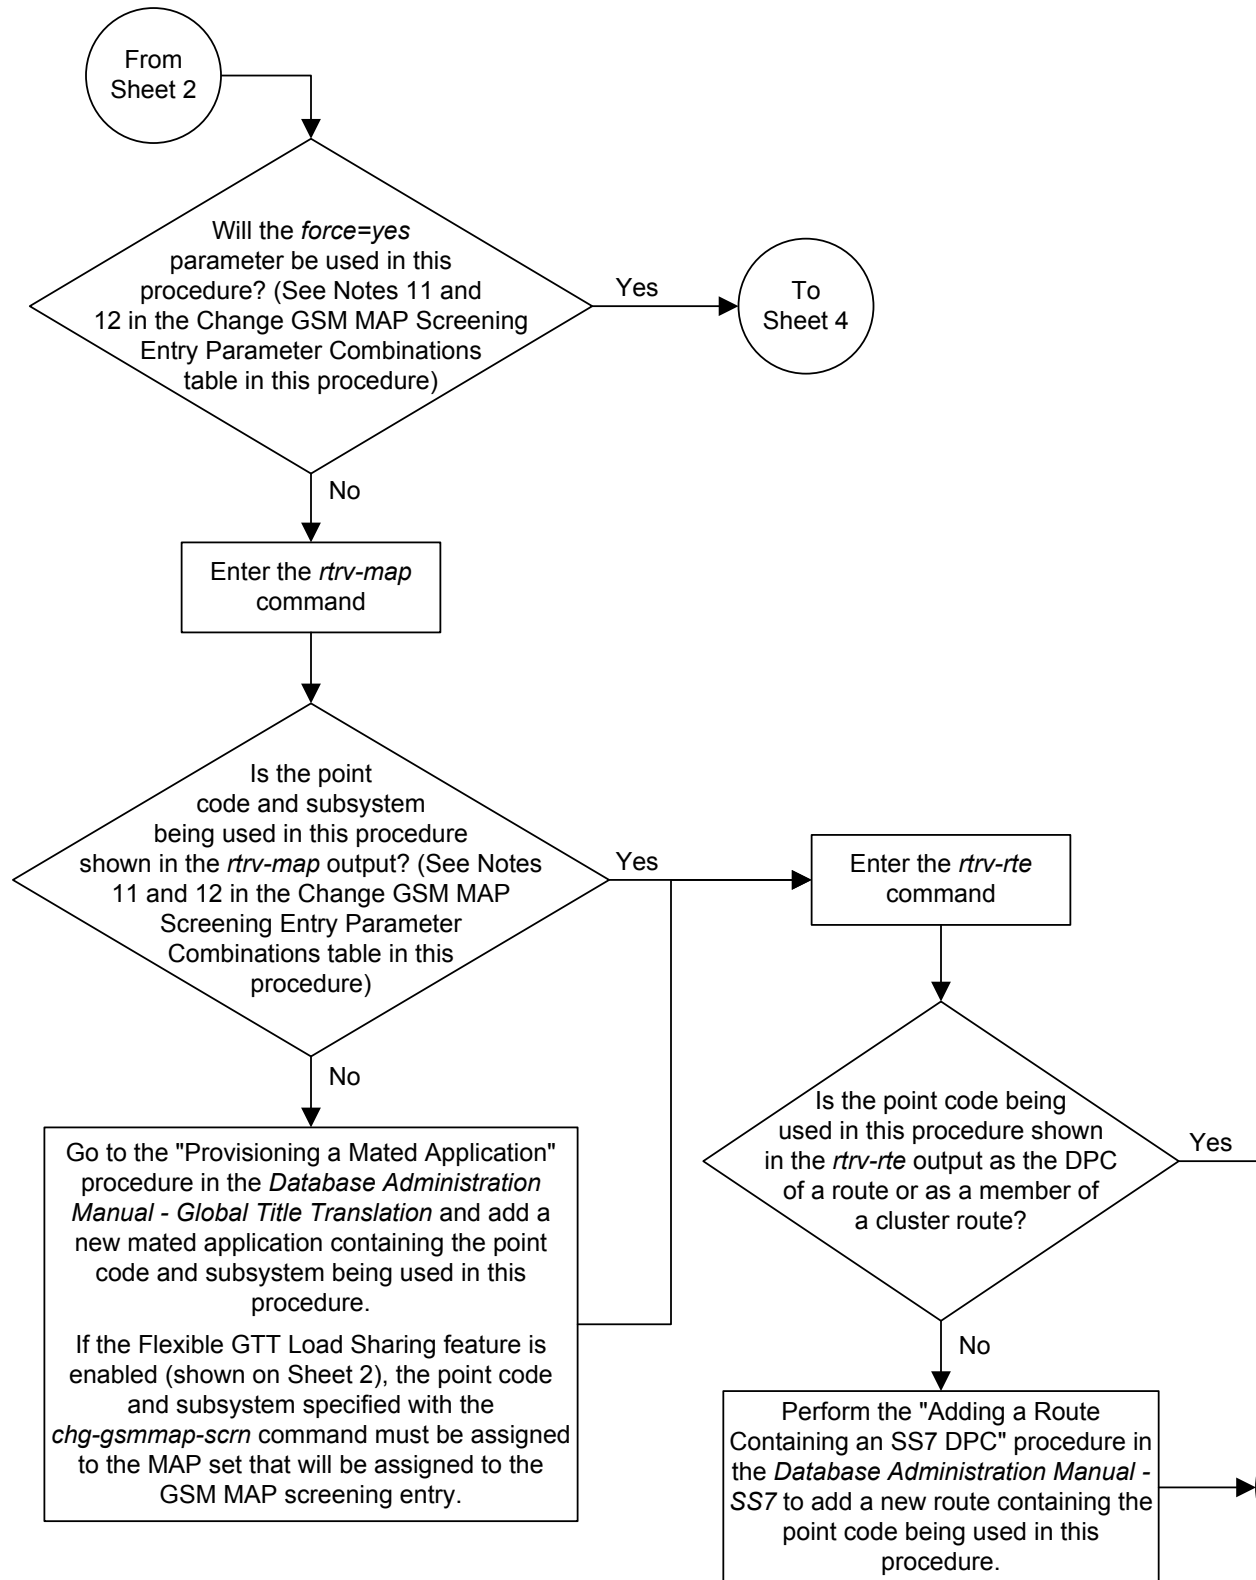 From
Sheet 2
Will the force=yes
parameter be used in this
procedure? (See Notes 11 and
12 in the Change GSM MAP Screening
Entry Parameter Combinations
table in this procedure)
Yes
To
Sheet 4
No
Enter the rtrv-map
command
Is the point
code and subsystem
being used in this procedure
shown in the rtrv-map output? (See Notes
11 and 12 in the Change GSM MAP
Screening Entry Parameter
Combinations table in this
procedure)
Yes
Enter the rtrv-rte
command
No
Go to the "Provisioning a Mated Application"
procedure in the Database Administration
Manual - Global Title Translation and add a
new mated application containing the point
code and subsystem being used in this
procedure.
If the Flexible GTT Load Sharing feature is
enabled (shown on Sheet 2), the point code
and subsystem specified with the
chg-gsmmap-scrn command must be assigned
to the MAP set that will be assigned to the
GSM MAP screening entry.
Is the point code being
used in this procedure shown
in the rtrv-rte output as the DPC
of a route or as a member of
a cluster route?
Yes
No
Perform the "Adding a Route
Containing an SS7 DPC" procedure in
the Database Administration Manual -
SS7 to add a new route containing the
point code being used in this
procedure.